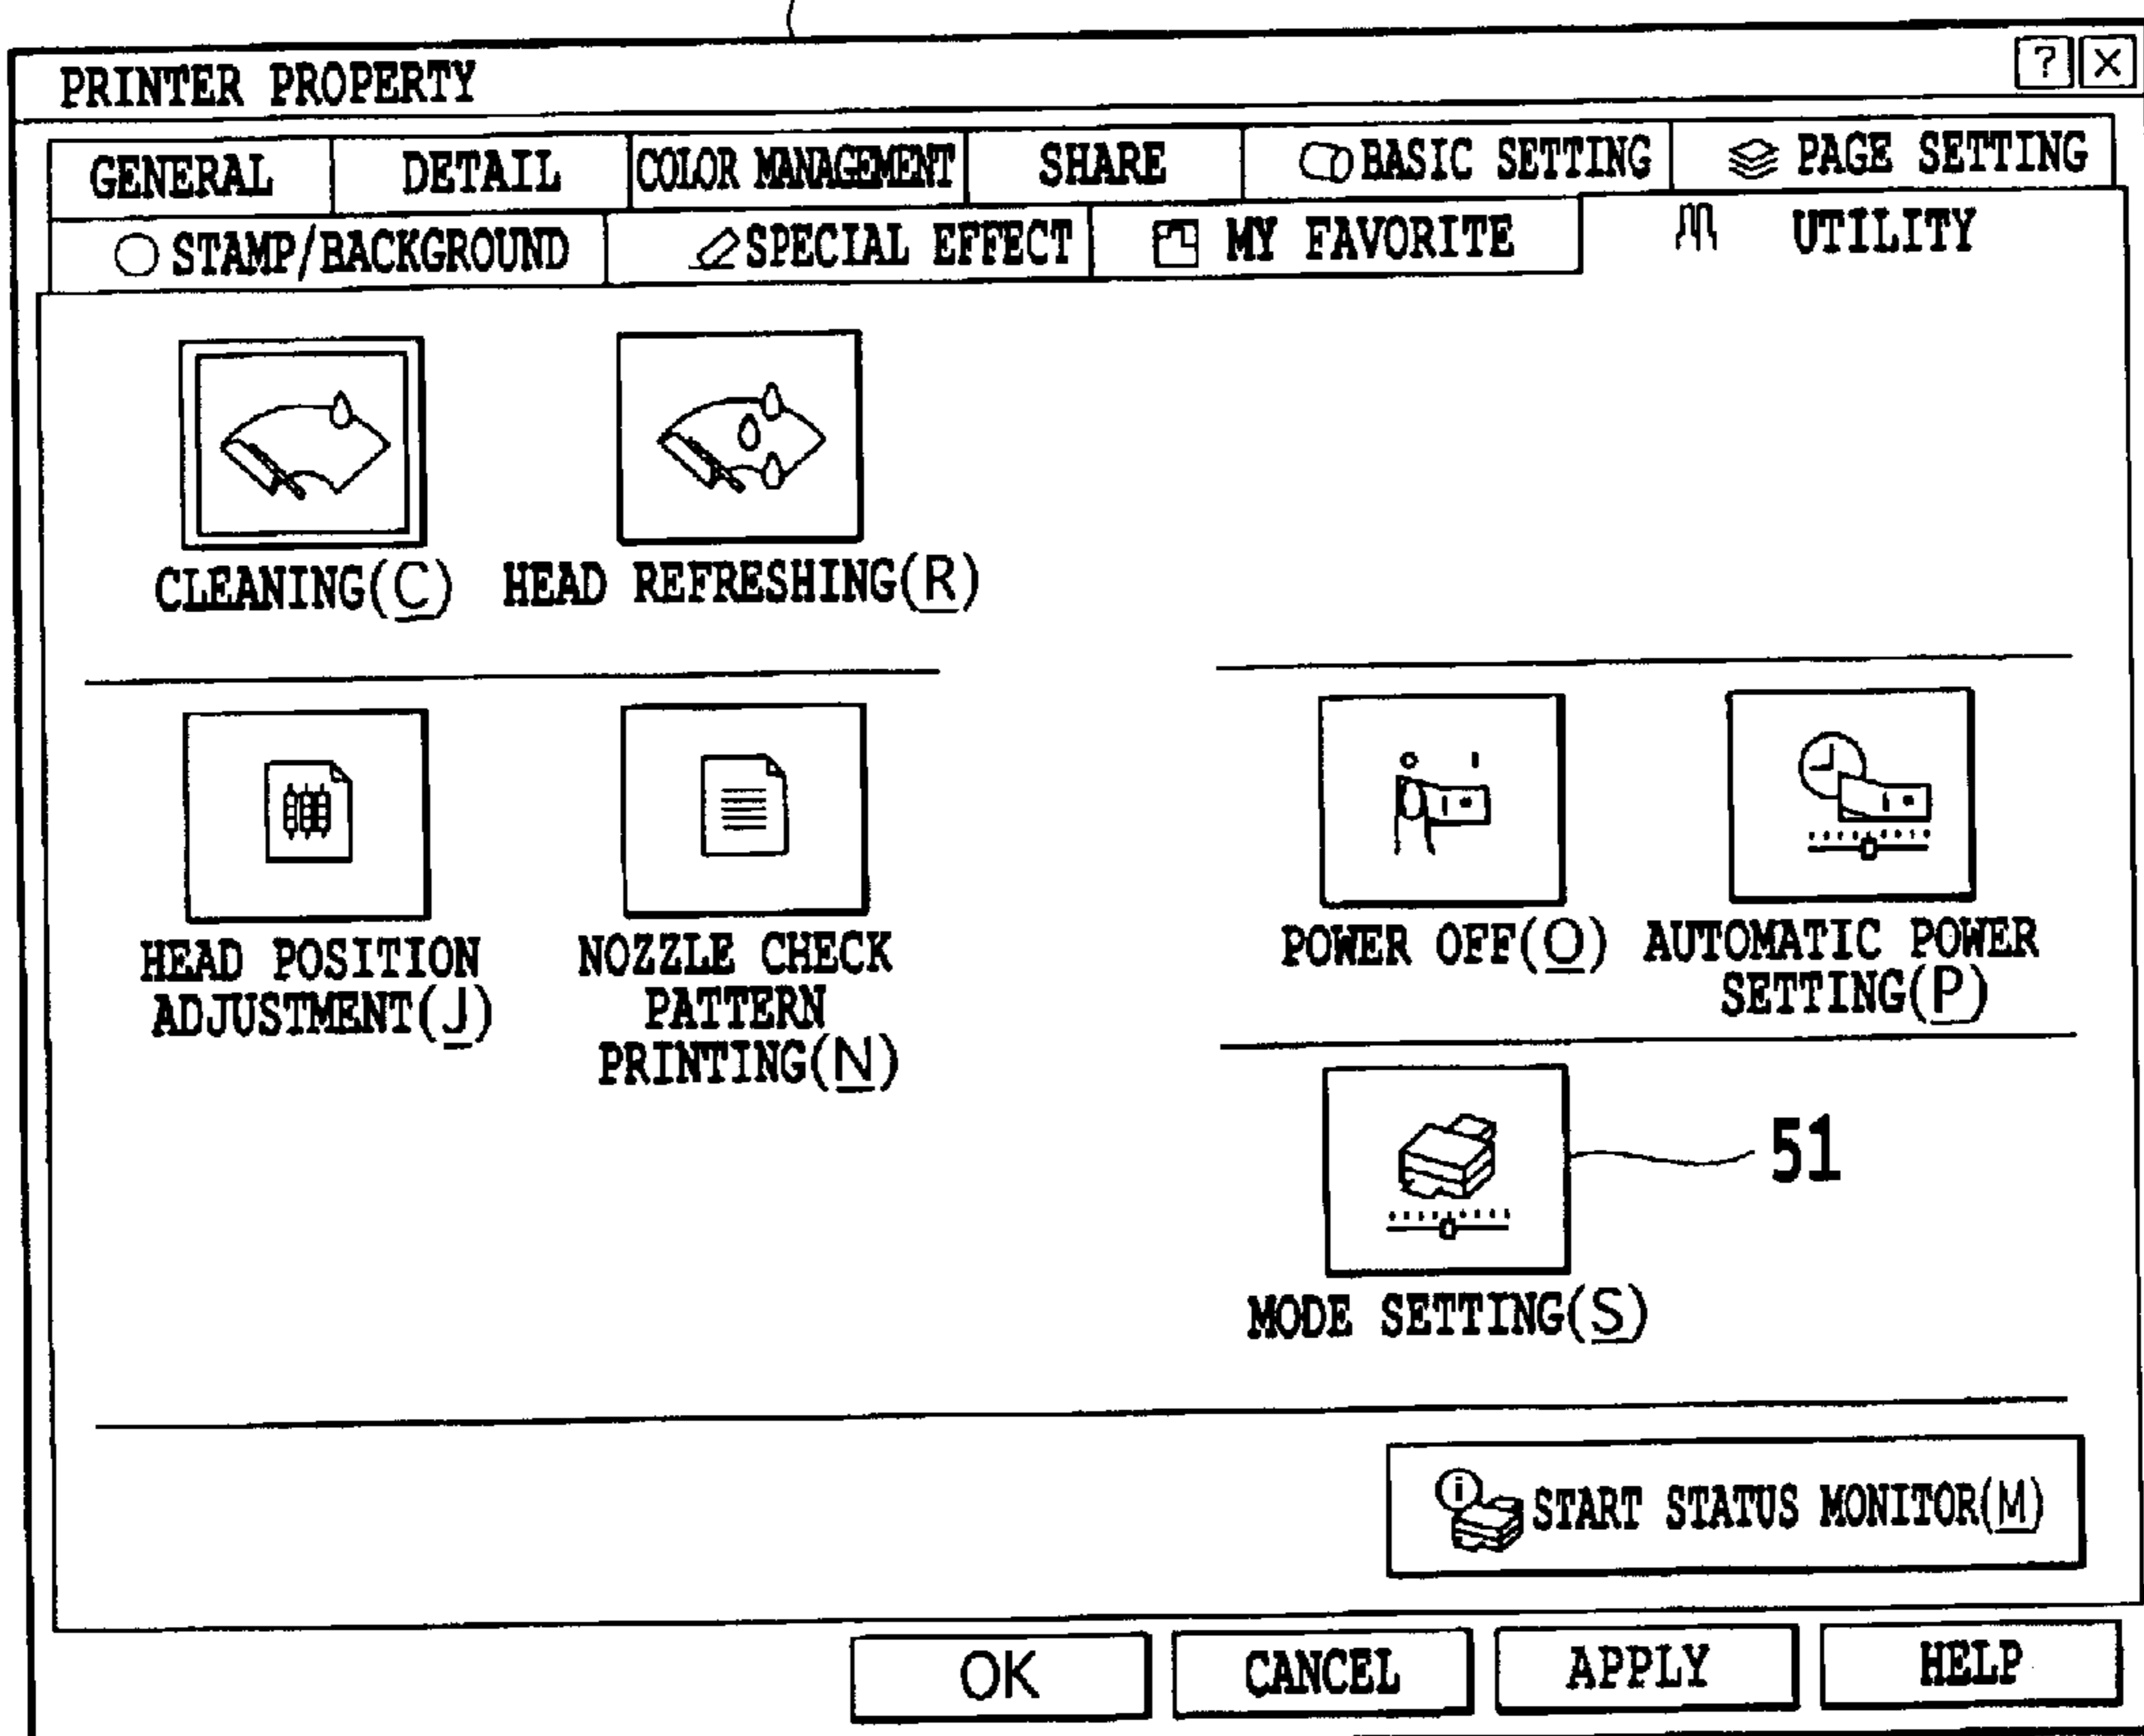 PRINTER PROPERTY ? X
GENERAL DETAIL COLOR MANAGEMENT SHARE BASIC SETTING PAGE SETTING
STAMP/BACKGROUND SPECIAL EFFECT MY FAVORITE UTILITY
CLEANING(C) HEAD REFRESHING(R)
HEAD POSITION
ADJUSTMENT(J)
NOZZLE CHECK
PATTERN
PRINTING(N)
POWER OFF(O)
AUTOMATIC POWER
SETTING(P)
51
MODE SETTING(S)
i START STATUS MONITOR(M)
OK CANCEL APPLY HELP